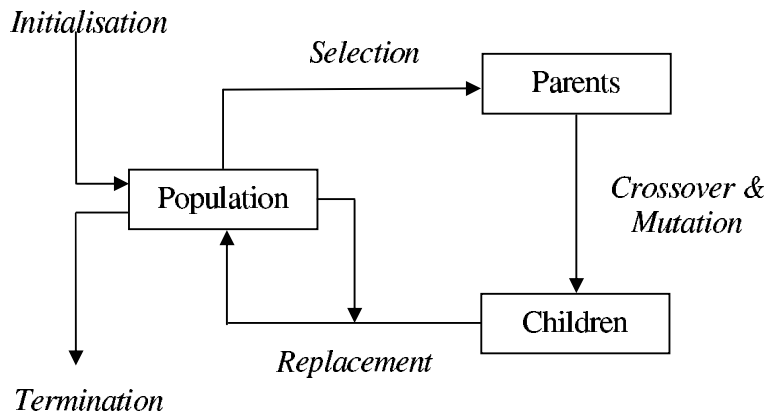 Initialisation
Selection
Parents
Population
Crossover &
Mutation
Children
Replacement
Termination